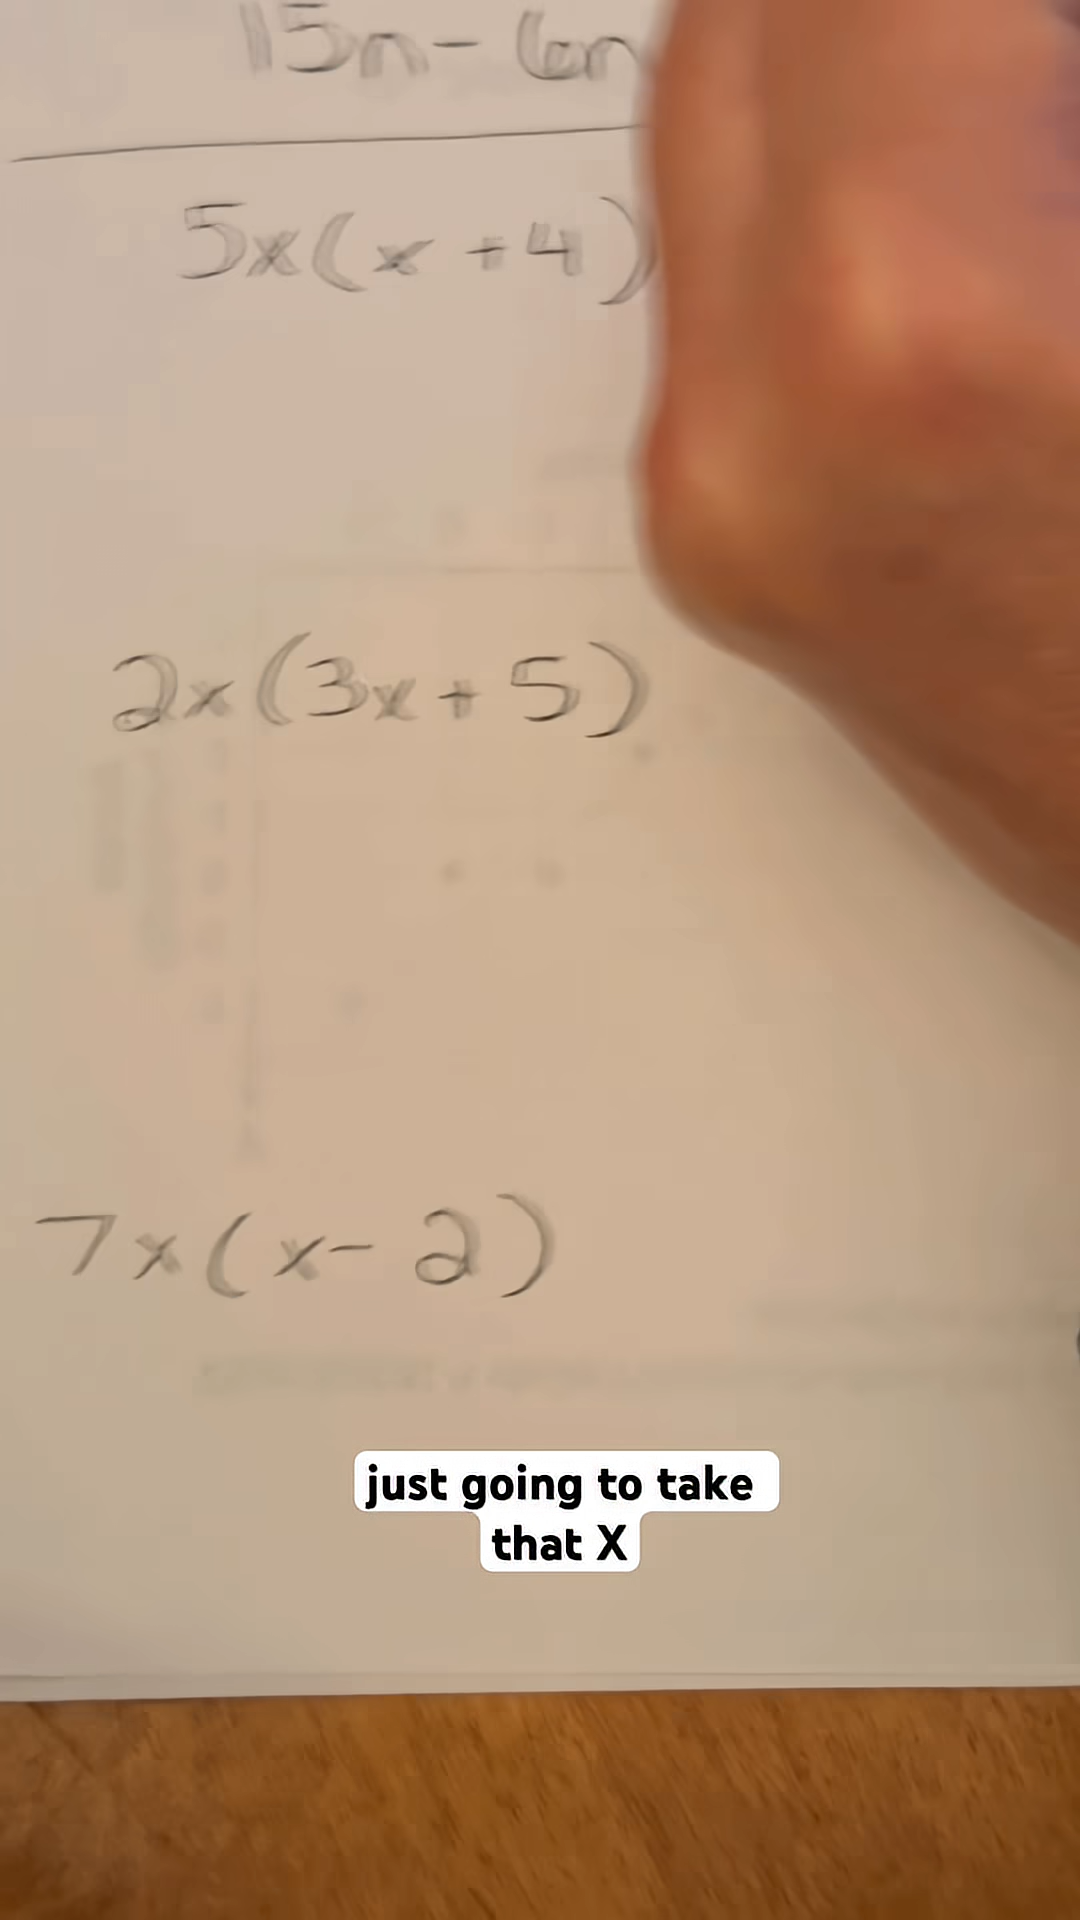 15n - 6n
5x(x + 4)
2x(3x + 5)
7x(x - 2)
just going to take
that X